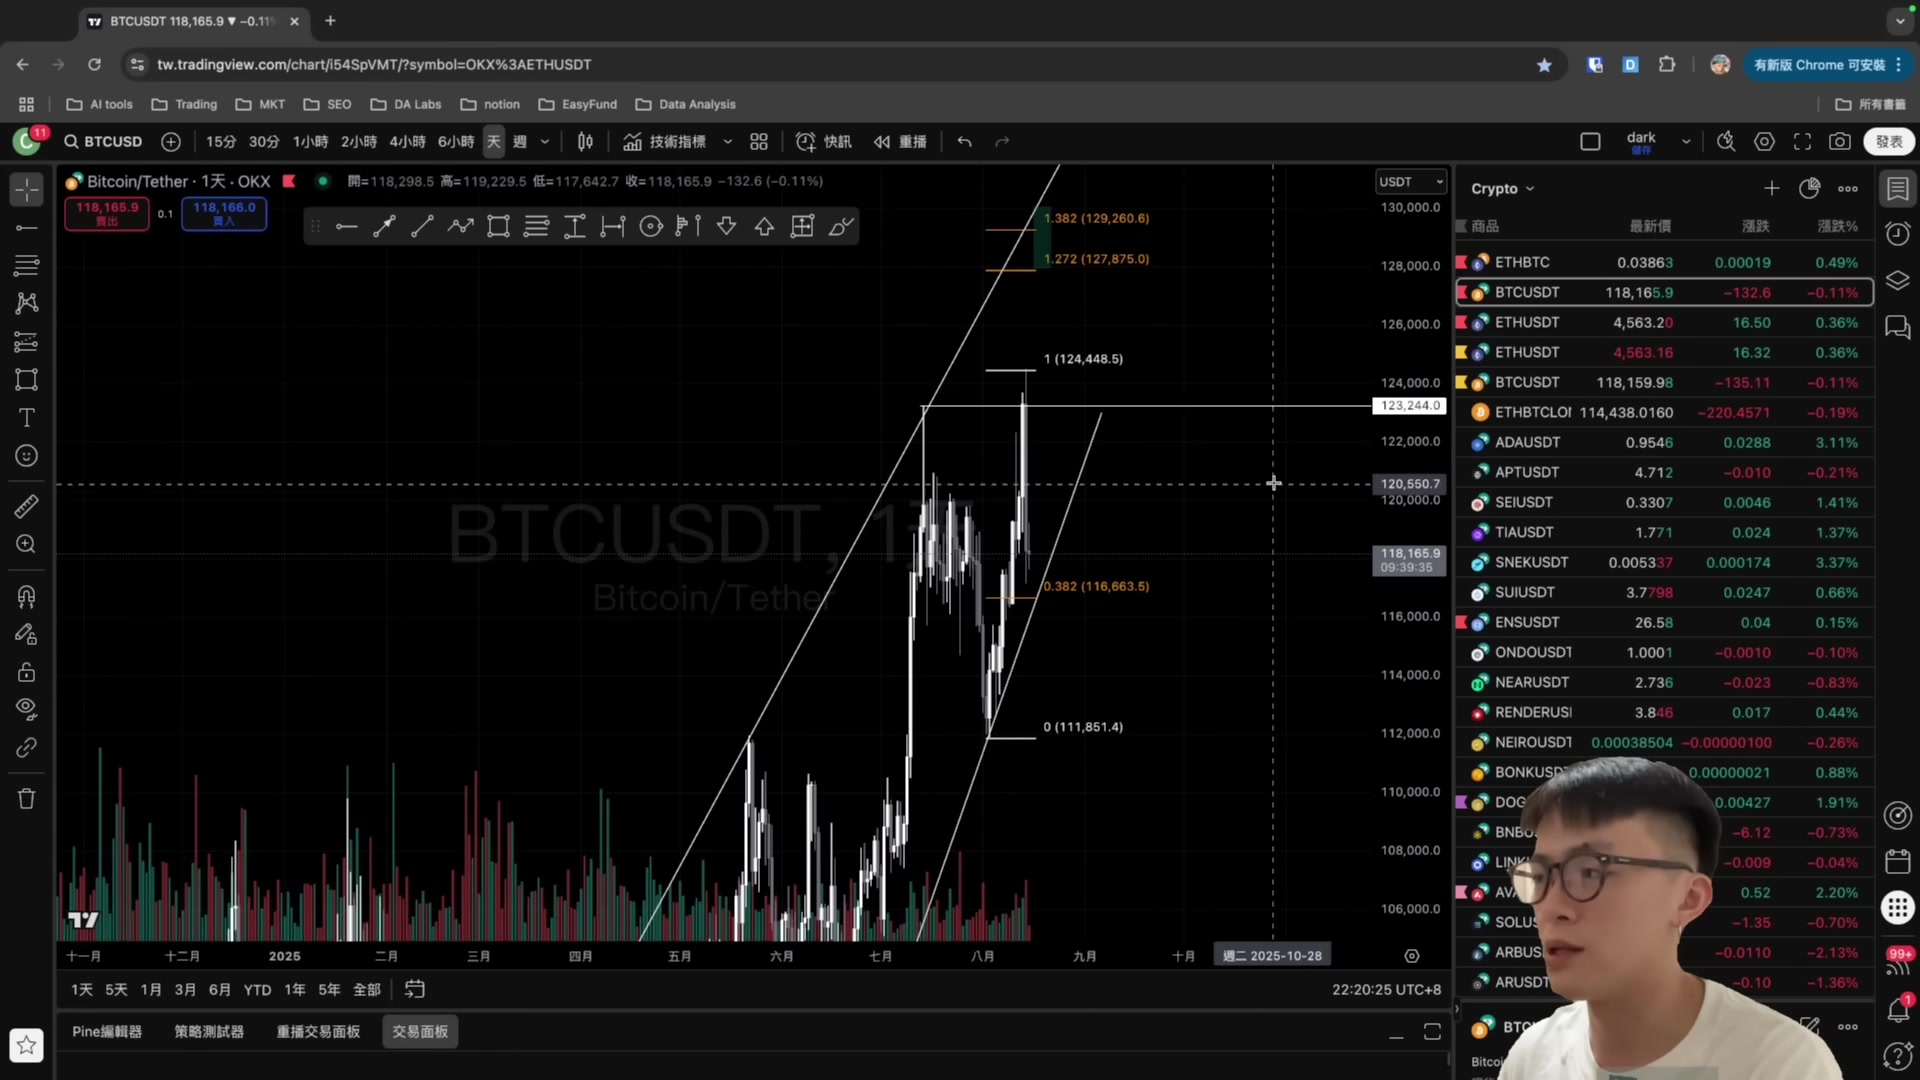 BTCUSDT 118,165.9 ▼ −0.11%
tw.tradingview.com/chart/i54SpVMT/?symbol=OKX%3AETHUSDT
有新版 Chrome 可安裝
AI tools Trading MKT SEO DA Labs notion EasyFund Data Analysis 所有書籤
11 BTCUSD 15分 30分 1小時 2小時 4小時 6小時 天 週 技術指標 快訊 重播 dark 儲存 發表
Bitcoin/Tether · 1天 · OKX 開=118,298.5 高=119,229.5 低=117,642.7 收=118,165.9 −132.6 (−0.11%)
118,165.9 賣出 0.1 118,166.0 買入
USDT
130,000.0
128,000.0
126,000.0
124,000.0
123,244.0
122,000.0
120,550.7
120,000.0
118,165.9
09:39:35
116,000.0
114,000.0
112,000.0
110,000.0
108,000.0
106,000.0
1.382 (129,260.6)
1.272 (127,875.0)
1 (124,448.5)
0.382 (116,663.5)
0 (111,851.4)
BTCUSDT, 1天
Bitcoin/Tether
十一月 十二月 2025 二月 三月 四月 五月 六月 七月 八月 九月 十月 週二 2025-10-28
1天 5天 1月 3月 6月 YTD 1年 5年 全部 22:20:25 UTC+8
Pine編輯器 策略測試器 重播交易面板 交易面板
Crypto
商品 最新價 漲跌 漲跌%
ETHBTC 0.03863 0.00019 0.49%
BTCUSDT 118,165.9 −132.6 −0.11%
ETHUSDT 4,563.20 16.50 0.36%
ETHUSDT 4,563.16 16.32 0.36%
BTCUSDT 118,159.98 −135.11 −0.11%
ETHBTCLO 114,438.0160 −220.4571 −0.19%
ADAUSDT 0.9546 0.0288 3.11%
APTUSDT 4.712 −0.010 −0.21%
SEIUSDT 0.3307 0.0046 1.41%
TIAUSDT 1.771 0.024 1.37%
SNEKUSDT 0.005337 0.000174 3.37%
SUIUSDT 3.7798 0.0247 0.66%
ENSUSDT 26.58 0.04 0.15%
ONDOUSDT 1.0001 −0.0010 −0.10%
NEARUSDT 2.736 −0.023 −0.83%
RENDERUS 3.846 0.017 0.44%
NEIROUSDT 0.00038504 −0.00000100 −0.26%
BONKUSD 0.00000021 0.88%
DOG 0.00427 1.91%
BNB −6.12 −0.73%
LINK −0.009 −0.04%
AVA 0.52 2.20%
SOLUS −1.35 −0.70%
ARBUS −0.0110 −2.13%
ARUSDT −0.10 −1.36%
BTC
Bitcoi
99+
1